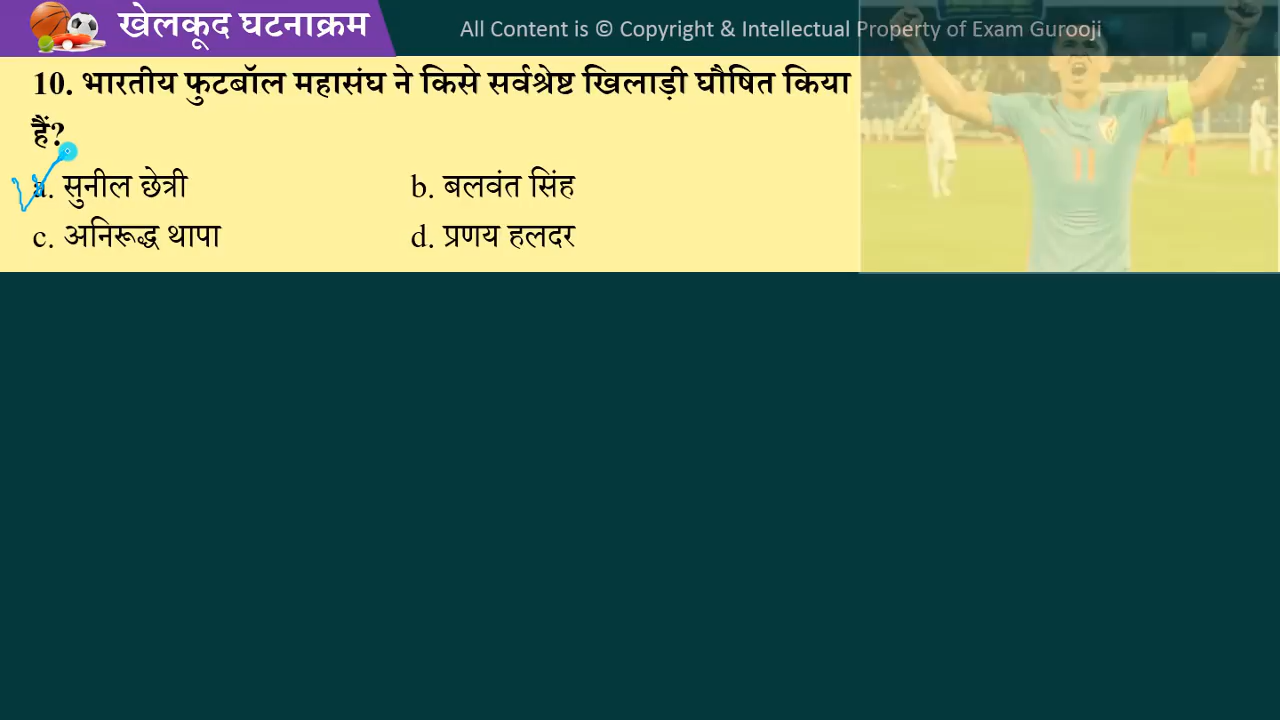 खेलकूद घटनाक्रम
All Content is © Copyright & Intellectual Property of Exam Gurooji
10. भारतीय फुटबॉल महासंघ ने किसे सर्वश्रेष्ट खिलाड़ी घौषित किया
हैं?
a. सुनील छेत्री b. बलवंत सिंह
c. अनिरूद्ध थापा d. प्रणय हलदर
11